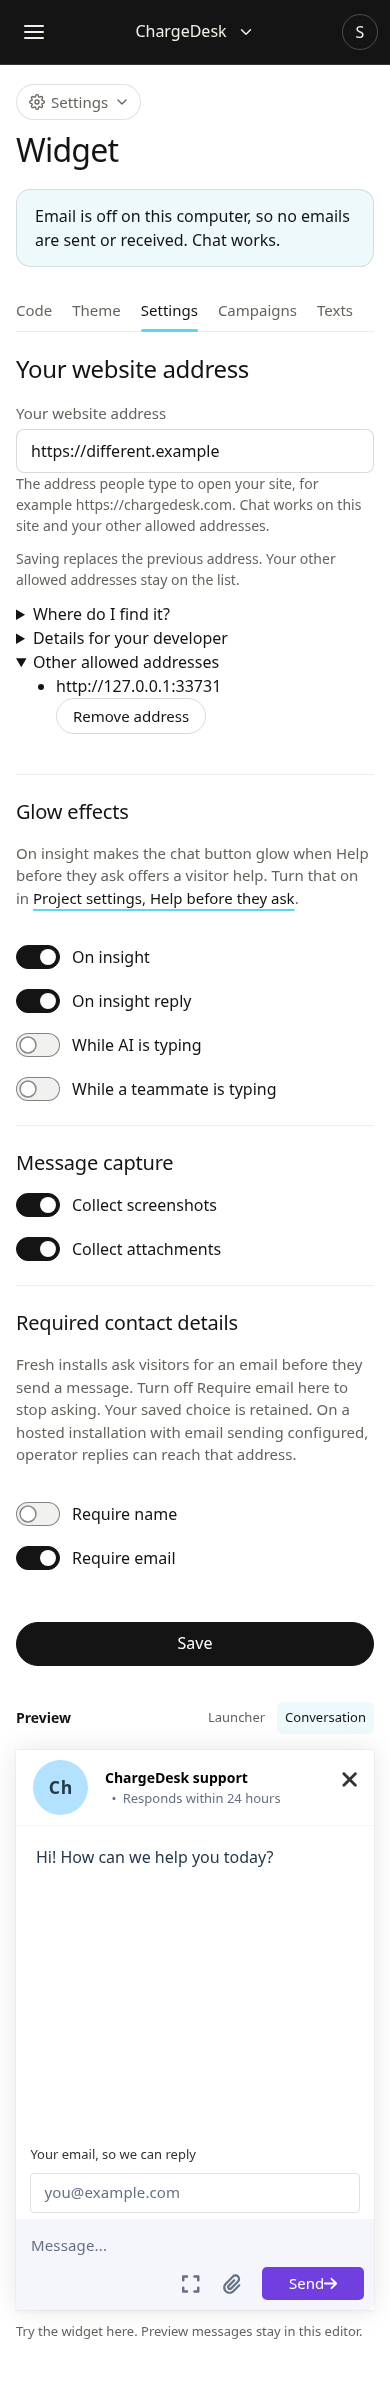 ChargeDesk
S
Settings
Widget
Email is off on this computer, so no emails
are sent or received. Chat works.
Code Theme Settings Campaigns Texts
Your website address
Your website address
https://different.example
The address people type to open your site, for
example https://chargedesk.com. Chat works on this
site and your other allowed addresses.
Saving replaces the previous address. Your other
allowed addresses stay on the list.
Where do I find it?
Details for your developer
Other allowed addresses
http://127.0.0.1:33731
Remove address
Glow effects
On insight makes the chat button glow when Help
before they ask offers a visitor help. Turn that on
in Project settings, Help before they ask.
On insight
On insight reply
While AI is typing
While a teammate is typing
Message capture
Collect screenshots
Collect attachments
Required contact details
Fresh installs ask visitors for an email before they
send a message. Turn off Require email here to
stop asking. Your saved choice is retained. On a
hosted installation with email sending configured,
operator replies can reach that address.
Require name
Require email
Save
Preview Launcher Conversation
Ch
ChargeDesk support
• Responds within 24 hours
Hi! How can we help you today?
Your email, so we can reply
you@example.com
Message...
Send
Try the widget here. Preview messages stay in this editor.